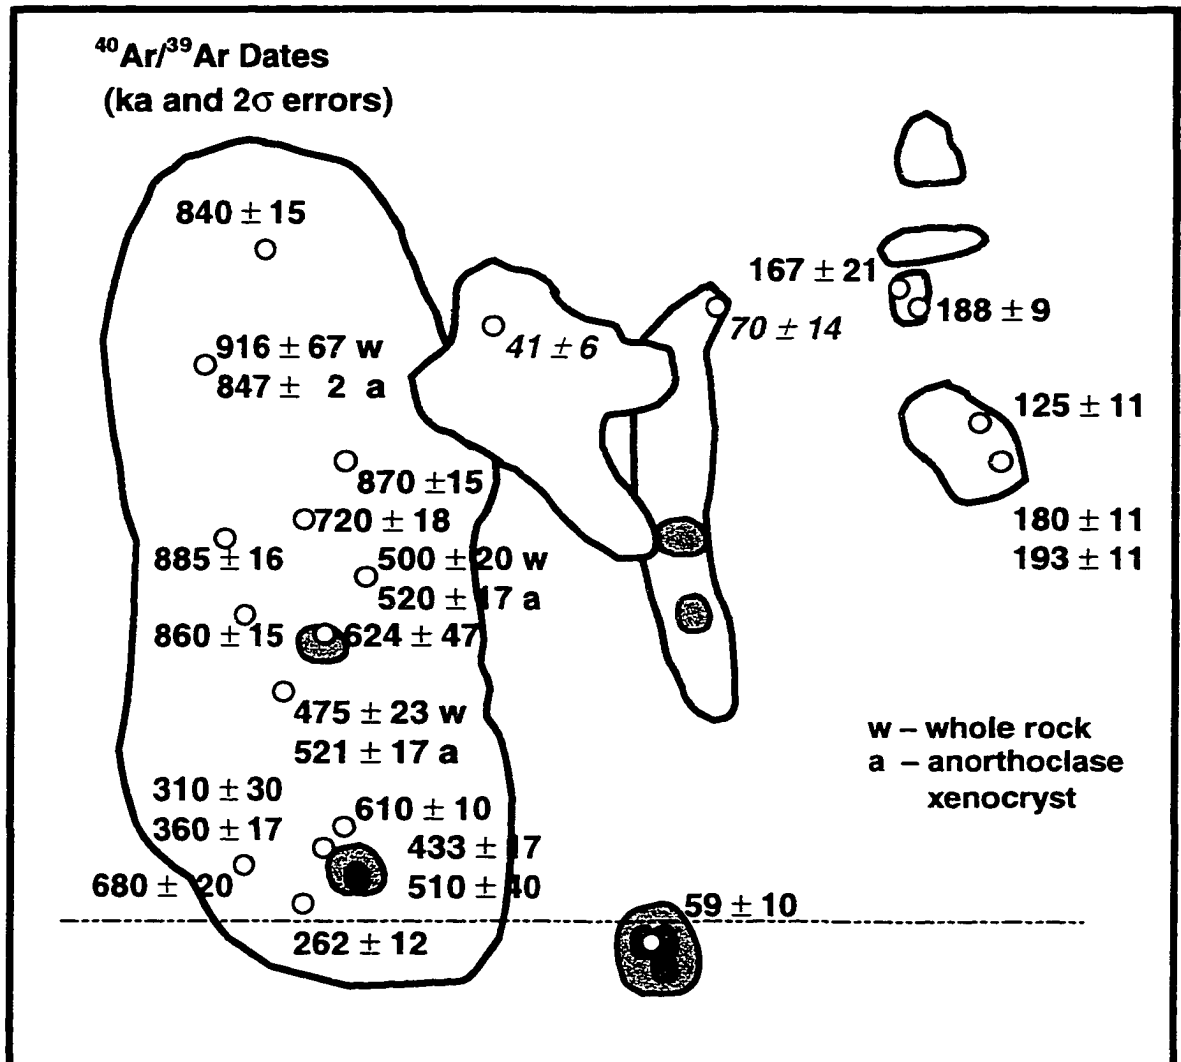 ⁴⁰Ar/³⁹Ar Dates
(ka and 2σ errors)
840 ± 15
167 ± 21
188 ± 9
70 ± 14
41 ± 6
916 ± 67 w
847 ± 2 a
125 ± 11
870 ±15
720 ± 18
180 ± 11
193 ± 11
885 ± 16
500 ± 20 w
520 ± 17 a
860 ± 15
624 ± 47
475 ± 23 w
521 ± 17 a
w – whole rock
a – anorthoclase
xenocryst
310 ± 30
360 ± 17
610 ± 10
433 ± 17
510 ± 40
680 ± 20
59 ± 10
262 ± 12